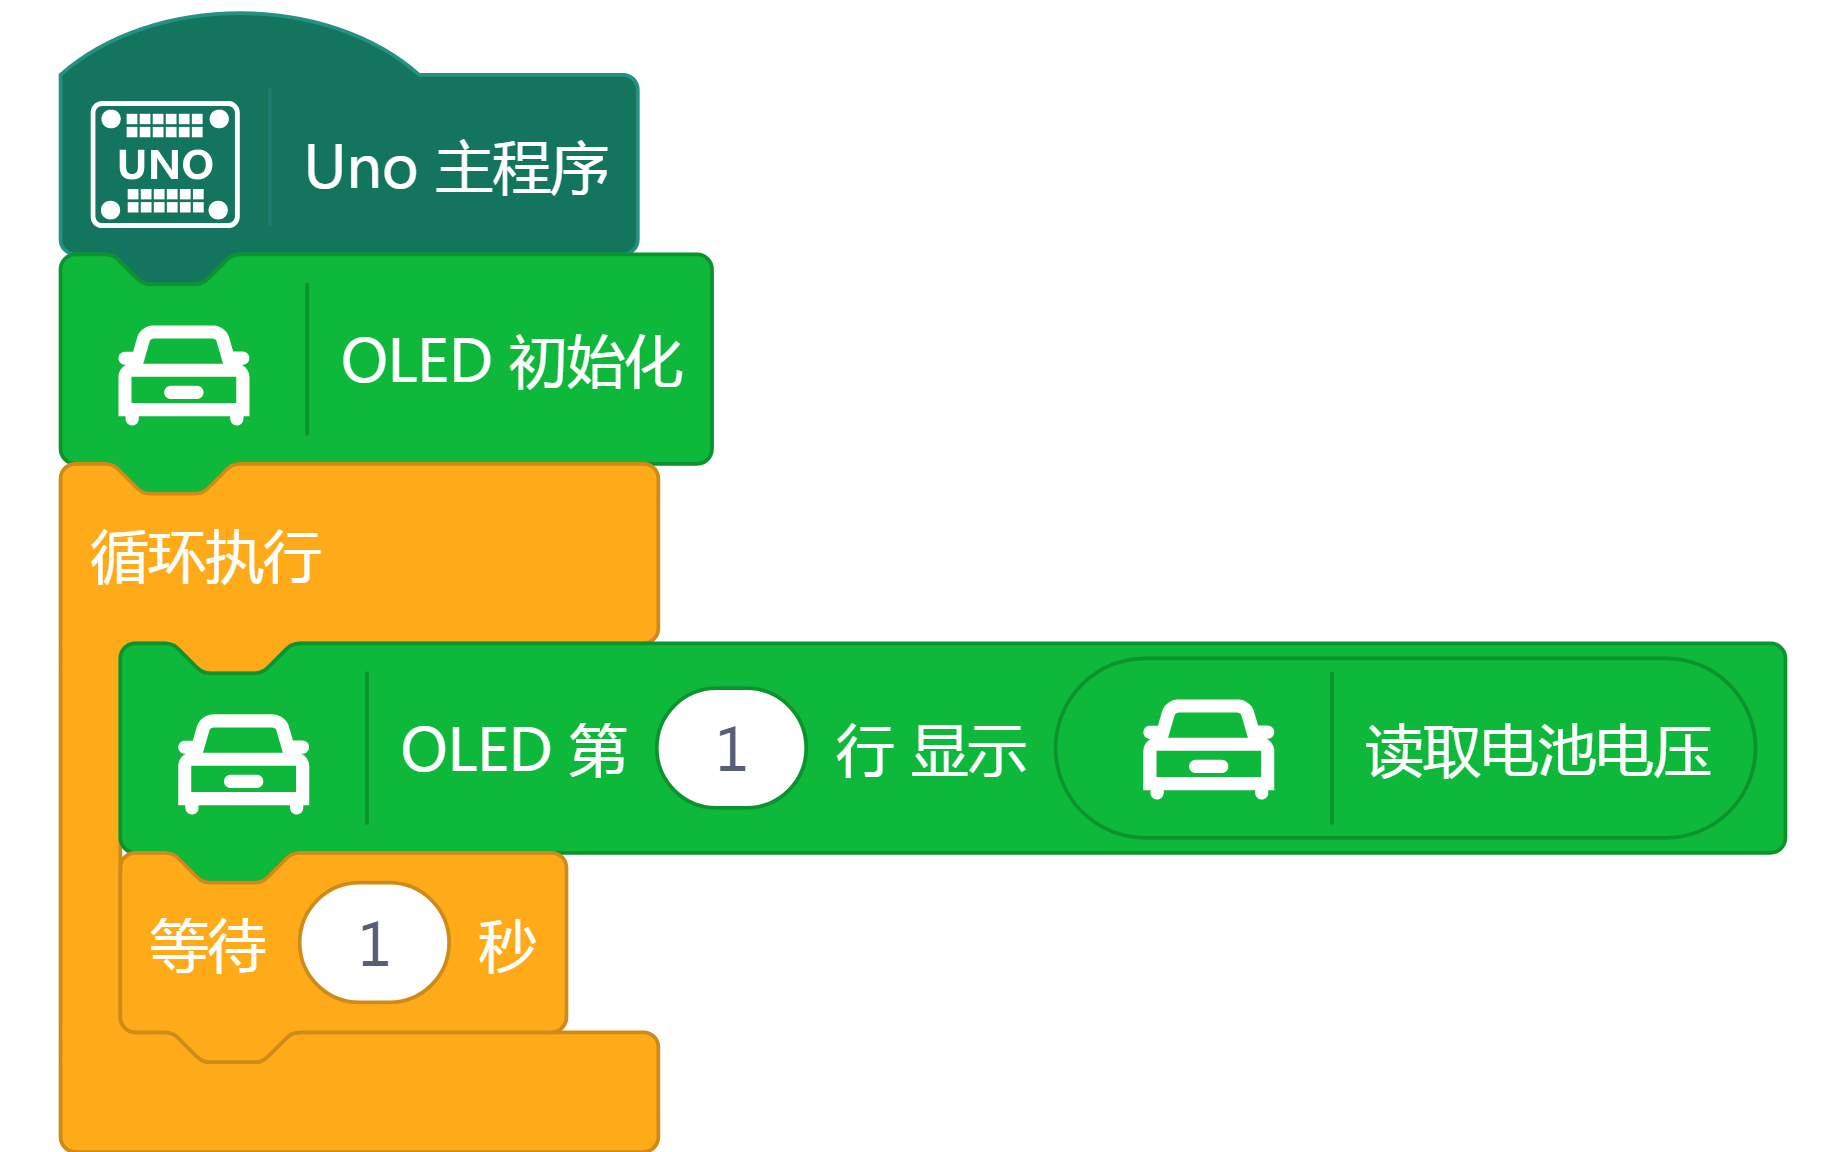 UNO
Uno 主程序
OLED 初始化
循环执行
OLED 第 1 行 显示 读取电池电压
等待 1 秒